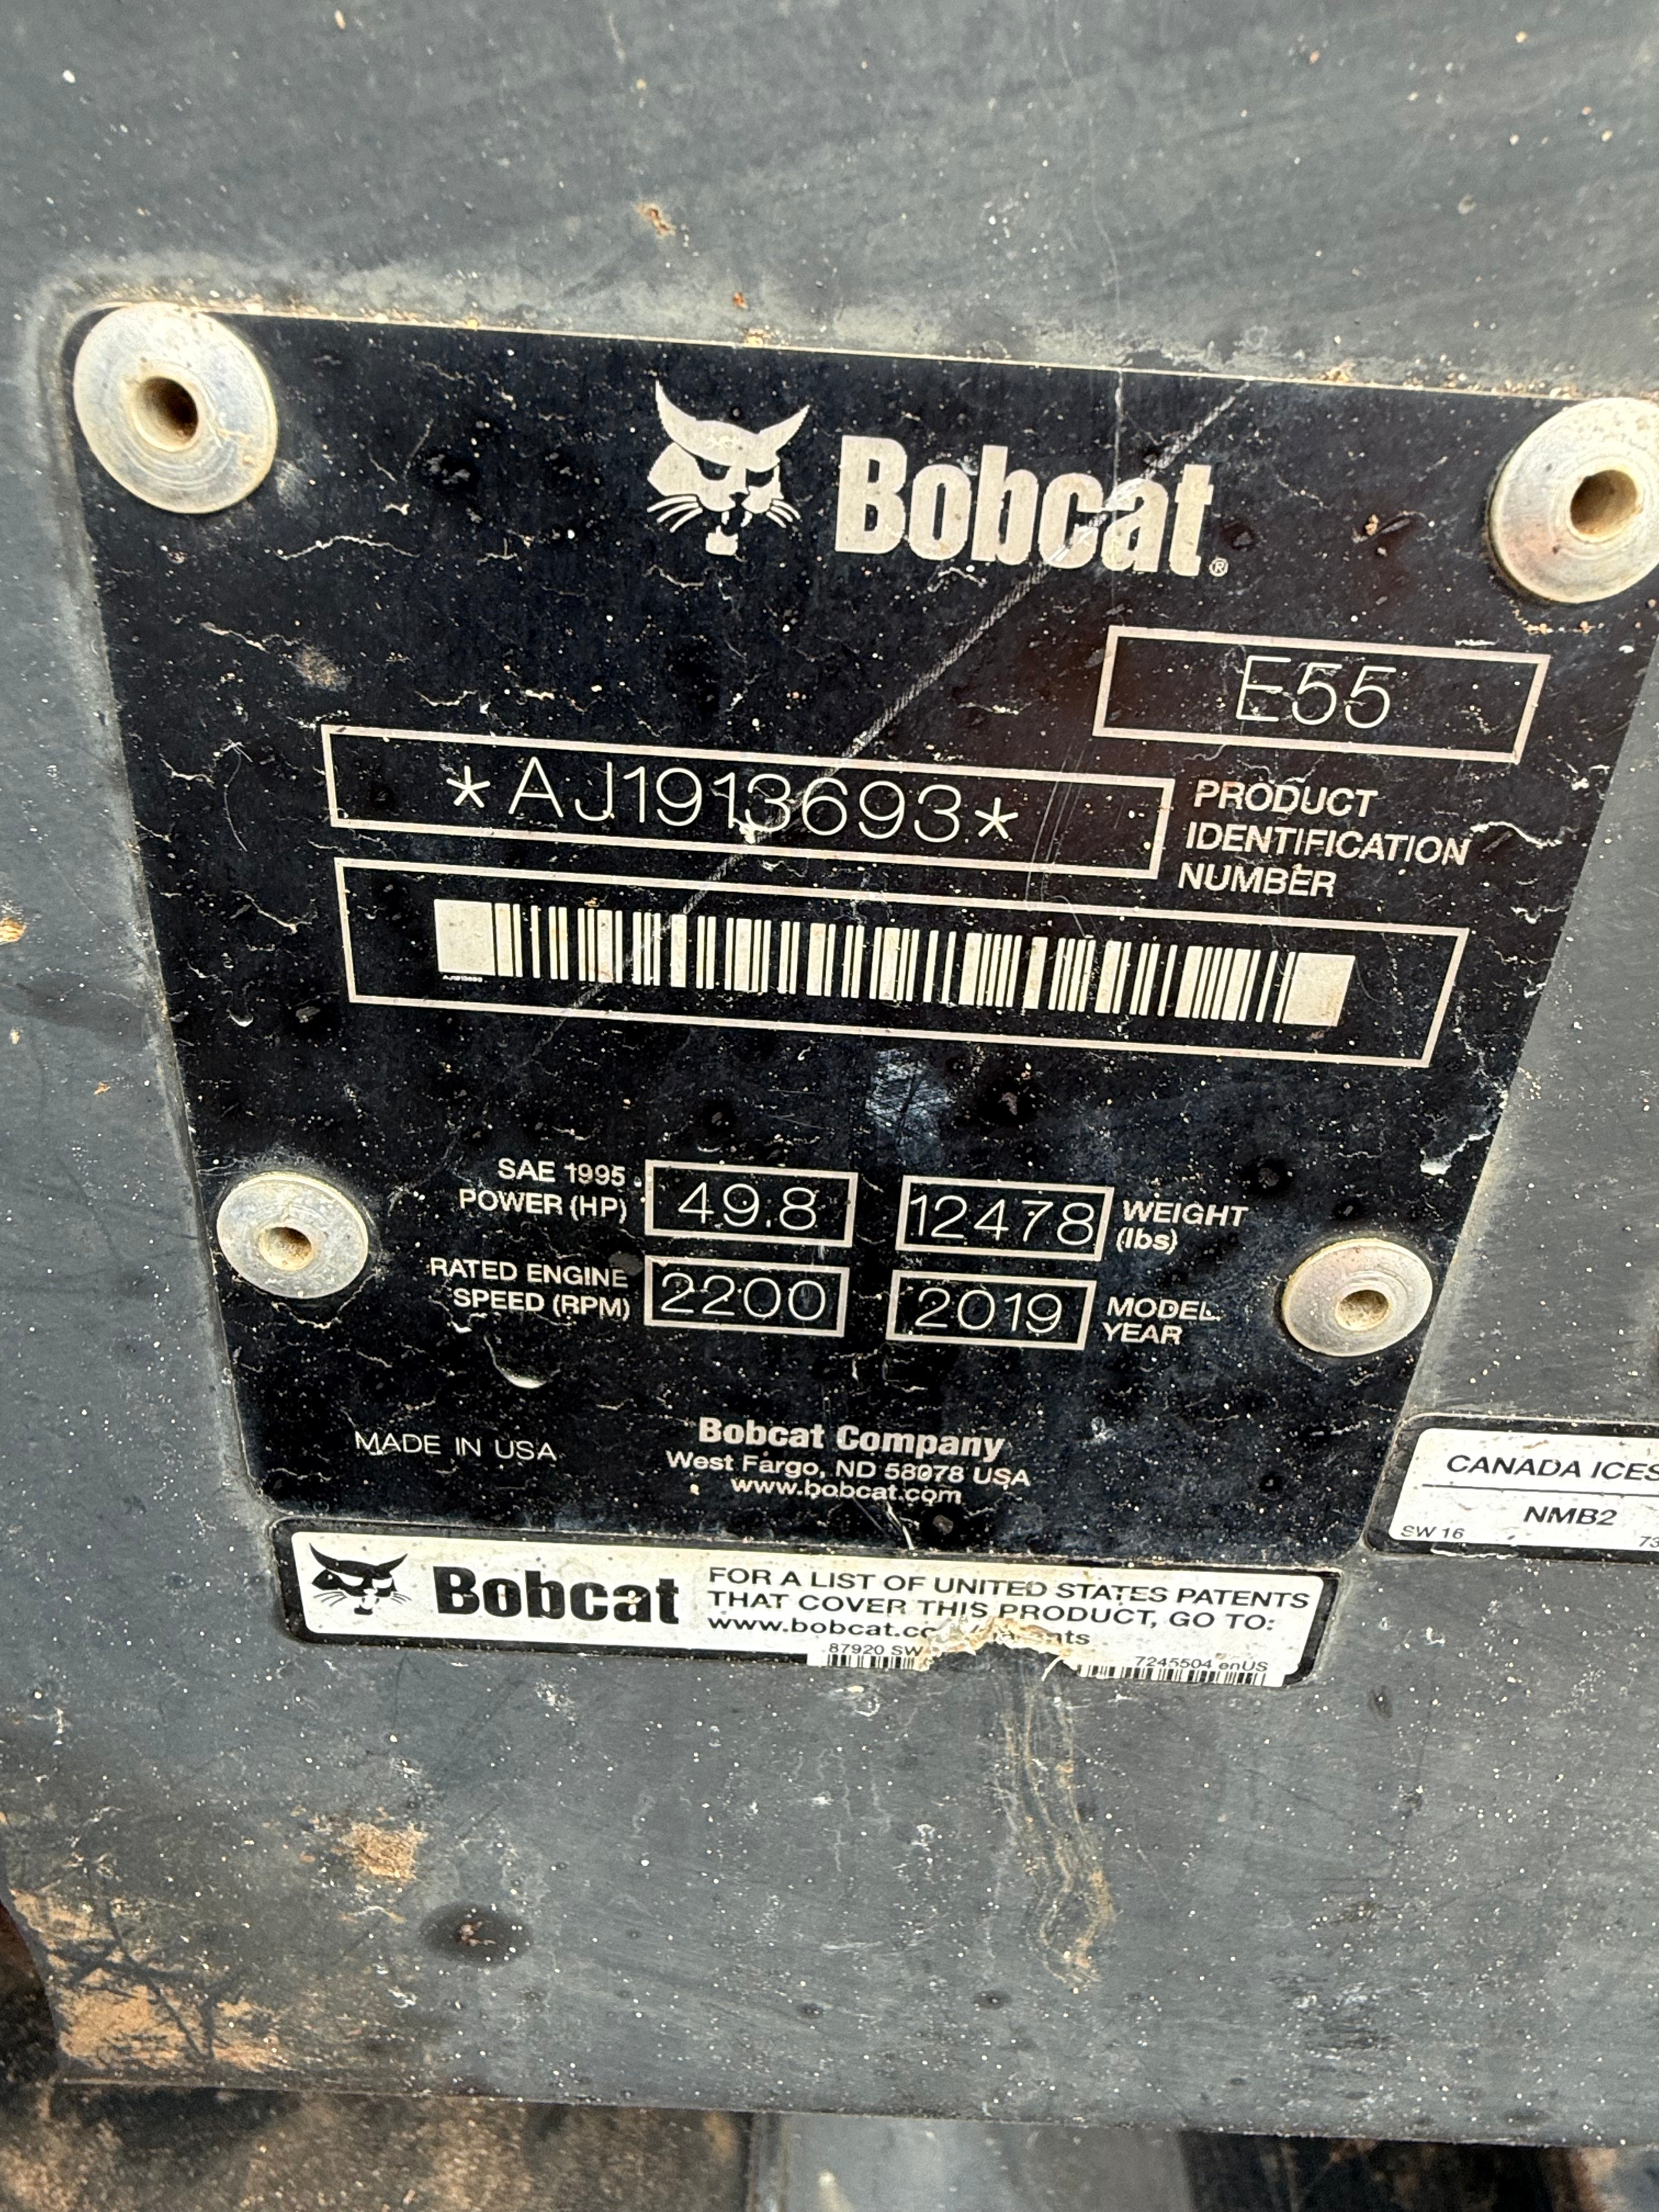 Bobcat®
E55
*AJ1913693*
PRODUCT
IDENTIFICATION
NUMBER
SAE 1995
POWER (HP)
49.8
12478
WEIGHT
(lbs)
RATED ENGINE
SPEED (RPM)
2200
2019
MODEL
YEAR
MADE IN USA
Bobcat Company
West Fargo, ND 58078 USA
www.bobcat.com
CANADA ICES
NMB2
SW 16
73
Bobcat
FOR A LIST OF UNITED STATES PATENTS
THAT COVER THIS PRODUCT, GO TO:
87920 SW
7245504 enUS